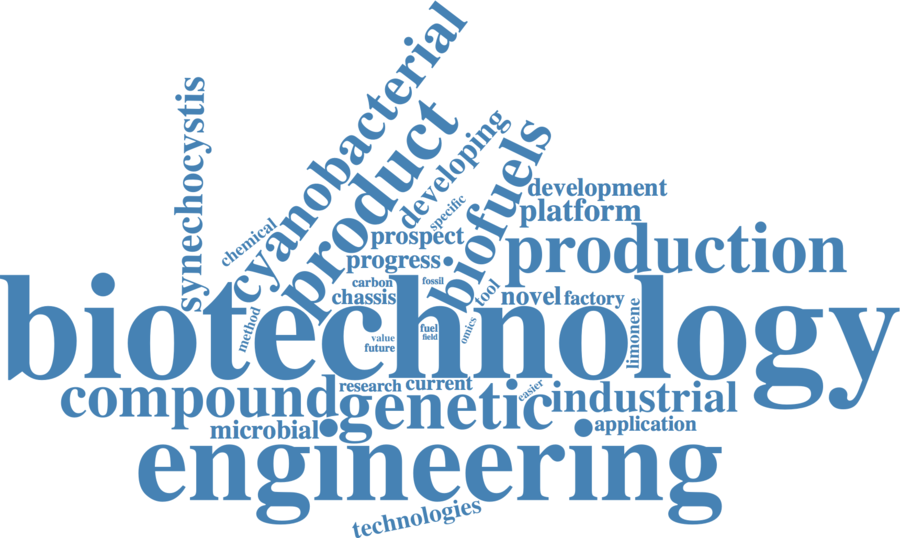 cyanobacterial
synechocystis
product
developing
biofuels
development
specific
platform
chemical
prospect
production
progress
carbon
fossil
tool
chassis
novel
factory
biotechnology
method
limonene
fuel
omics
value
field
future
research
current
easier
compound
genetic
industrial
microbial
application
engineering
technologies